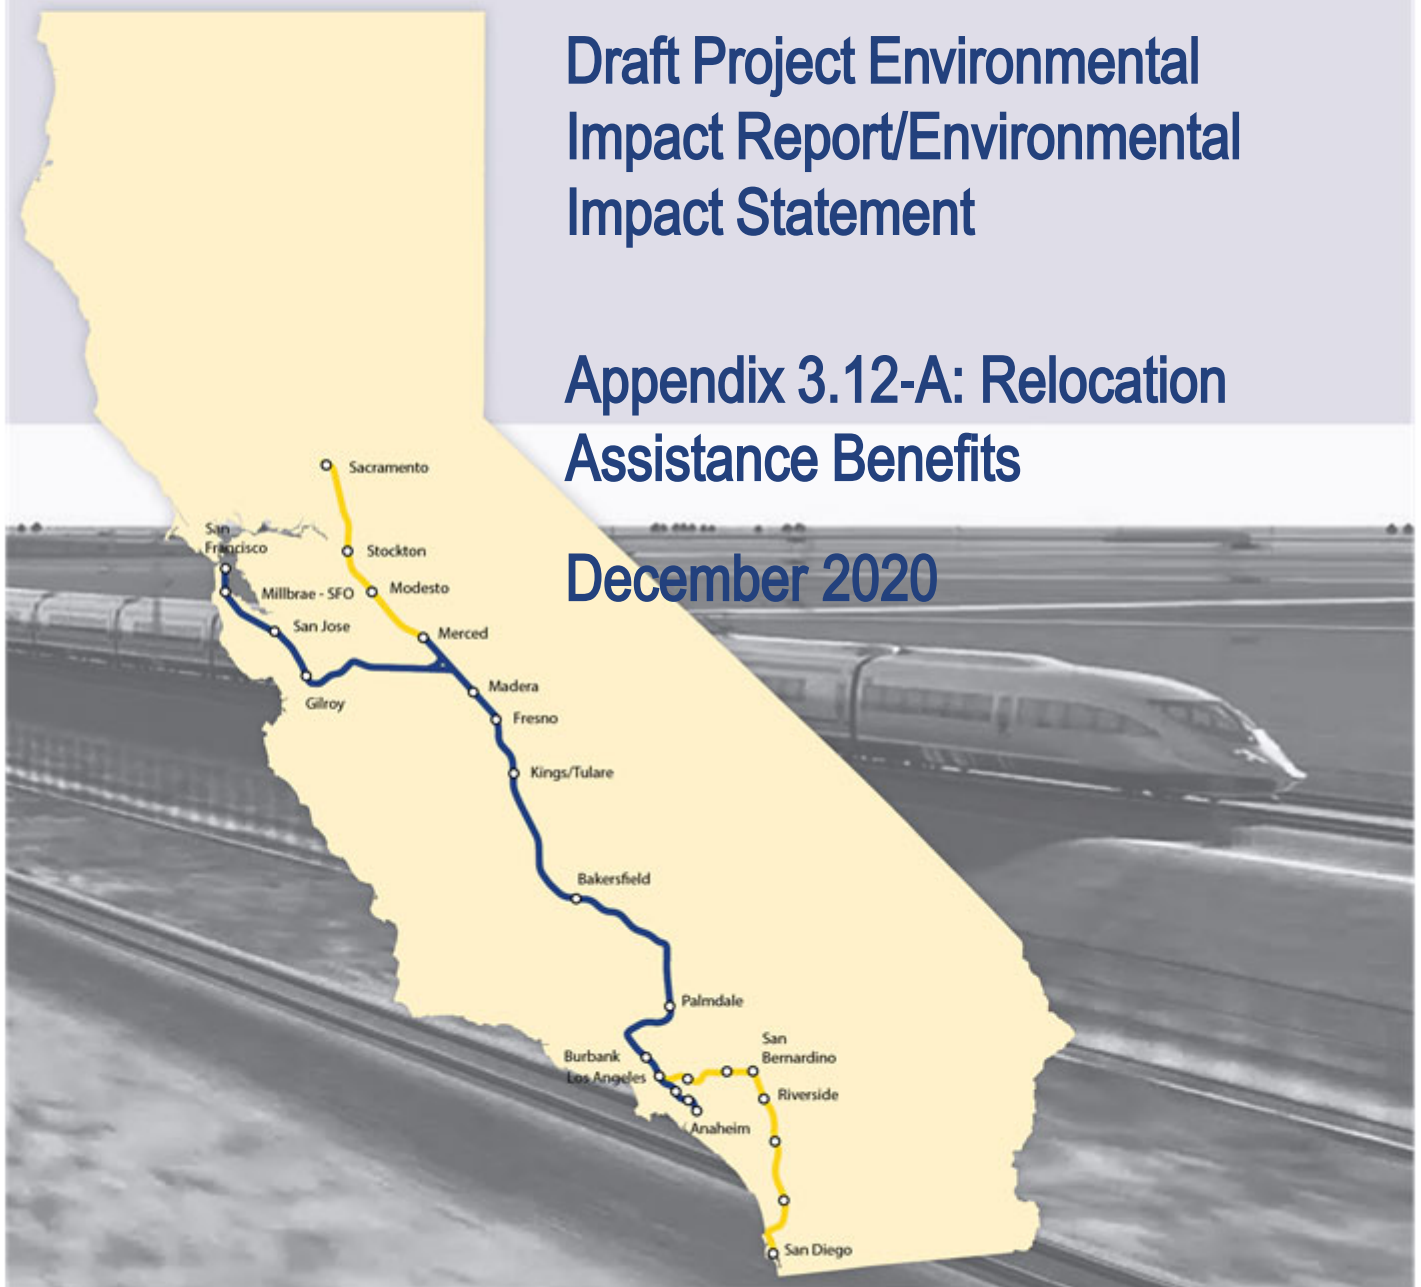 Draft Project Environmental
Impact Report/Environmental
Impact Statement
Appendix 3.12-A: Relocation
Assistance Benefits
December 2020
Sacramento
San
Francisco
Stockton
Millbrae - SFO
Modesto
San Jose
Merced
Gilroy
Madera
Fresno
Kings/Tulare
Bakersfield
Palmdale
San
Bernardino
Burbank
Los Angeles
Riverside
Anaheim
San Diego